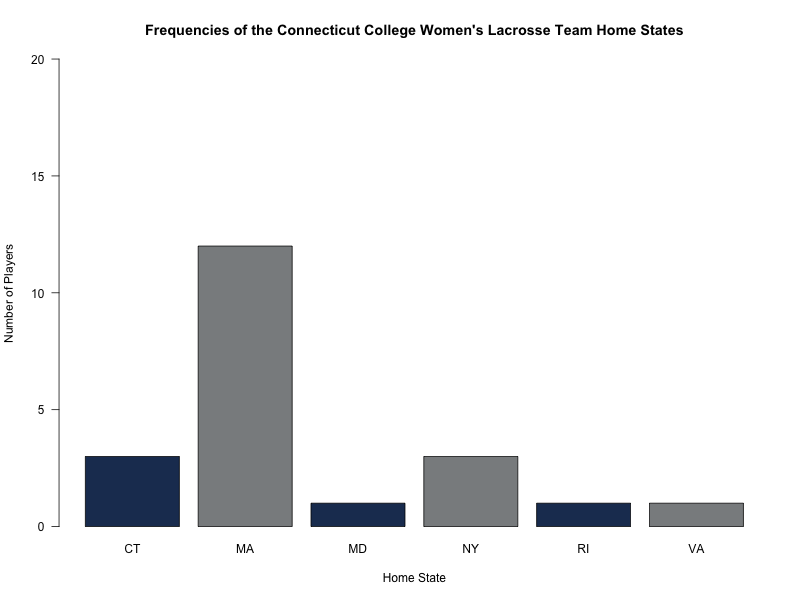 Frequencies of the Connecticut College Women's Lacrosse Team Home States
20
15
10
5
0
Number of Players
CT MA MD NY RI VA
Home State